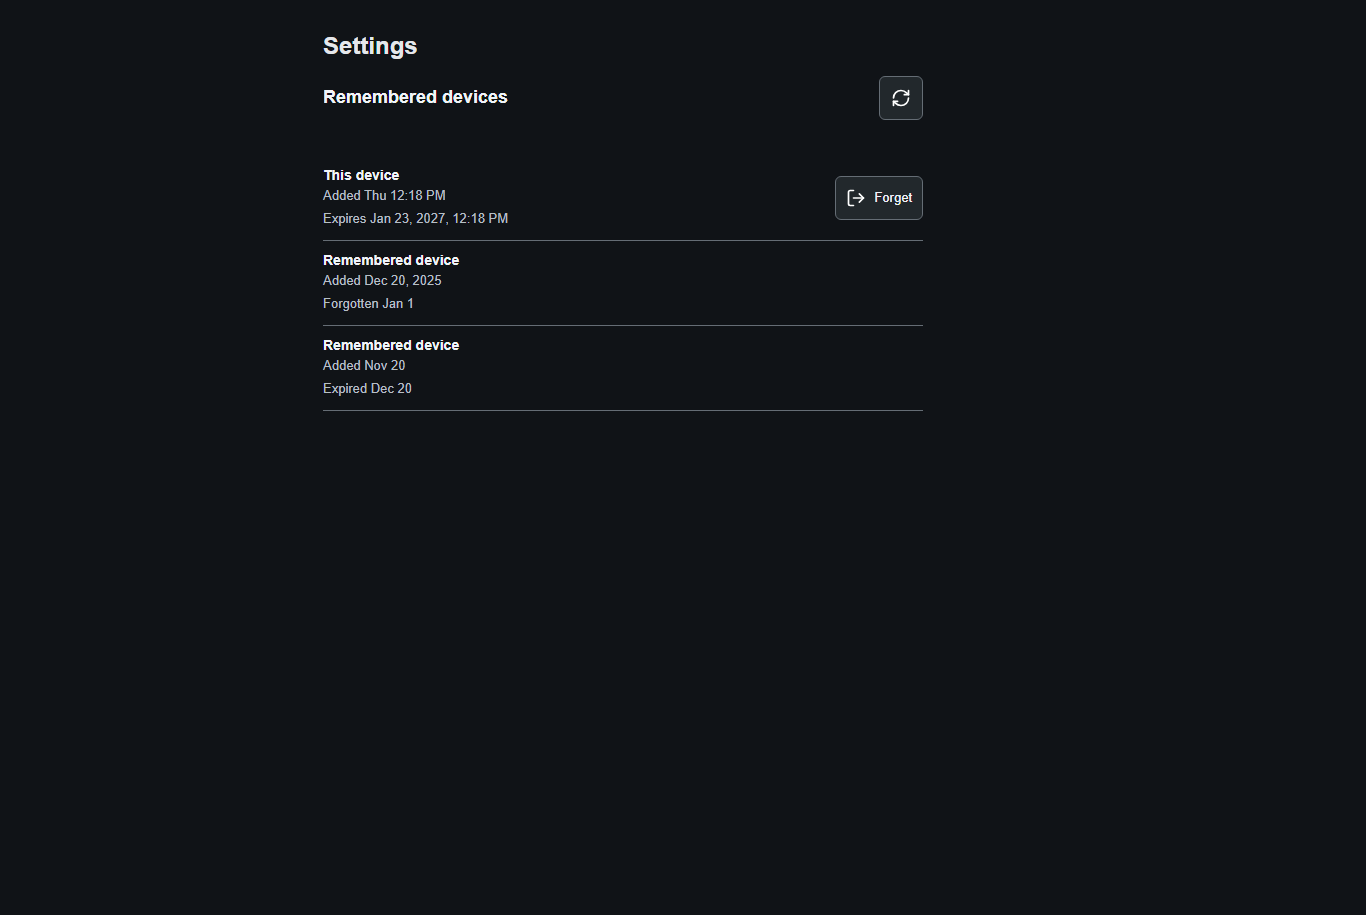 Settings
Remembered devices
This device
Added Thu 12:18 PM
Expires Jan 23, 2027, 12:18 PM
Forget
Remembered device
Added Dec 20, 2025
Forgotten Jan 1
Remembered device
Added Nov 20
Expired Dec 20